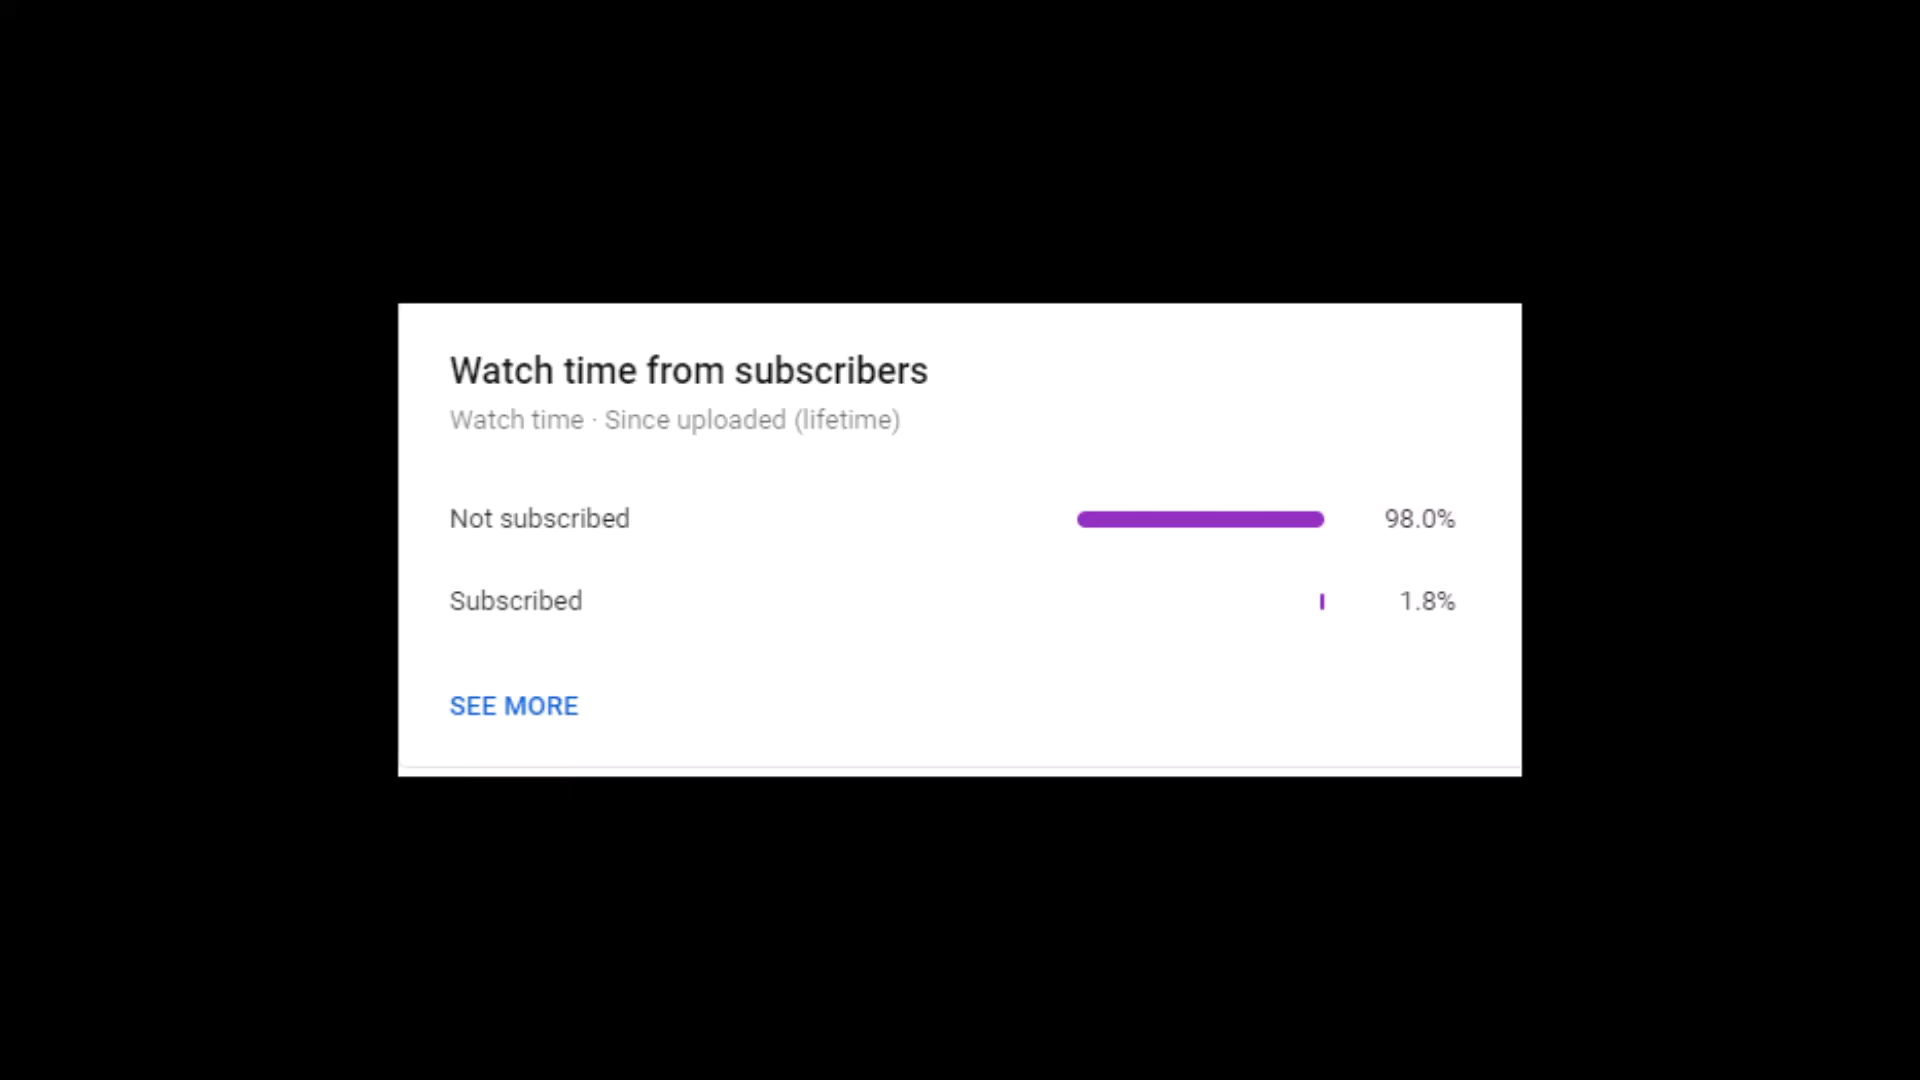 Watch time from subscribers
Watch time · Since uploaded (lifetime)
Not subscribed 98.0%
Subscribed 1.8%
SEE MORE